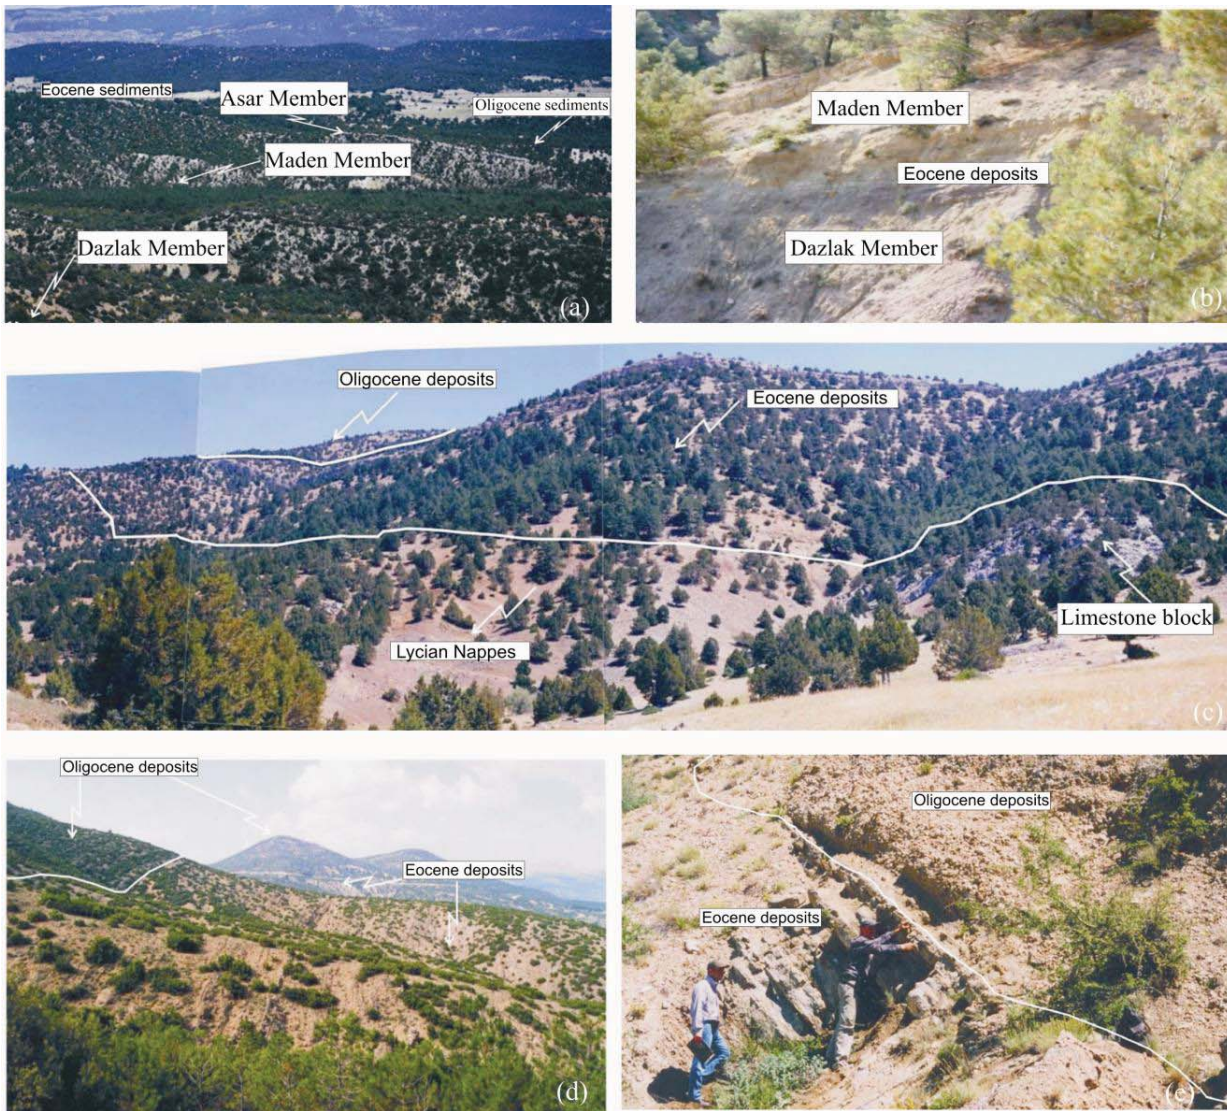 Eocene sediments
Asar Member
Oligocene sediments
Maden Member
Dazlak Member
(a)
Maden Member
Eocene deposits
Dazlak Member
(b)
Oligocene deposits
Eocene deposits
Lycian Nappes
Limestone block
(c)
Oligocene deposits
Eocene deposits
(d)
Oligocene deposits
Eocene deposits
(e)